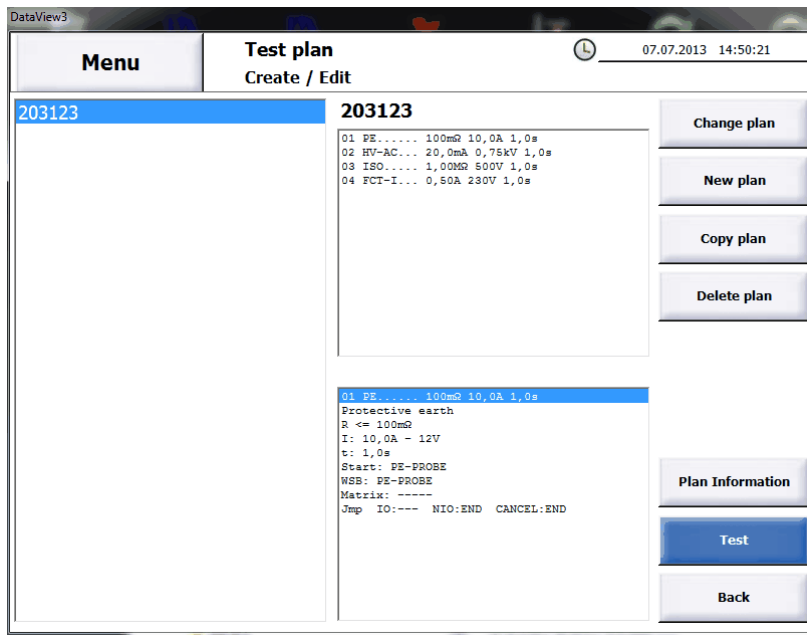 DataView3
Menu
Test plan
Create / Edit
07.07.2013 14:50:21
203123
203123
01 PE...... 100mΩ 10,0A 1,0s
02 HV-AC... 20,0mA 0,75kV 1,0s
03 ISO..... 1,00MΩ 500V 1,0s
04 FCT-I... 0,50A 230V 1,0s
Change plan
New plan
Copy plan
Delete plan
01 PE...... 100mΩ 10,0A 1,0s
Protective earth
R <= 100mΩ
I: 10,0A - 12V
t: 1,0s
Start: PE-PROBE
WSB: PE-PROBE
Matrix: -----
Jmp IO:--- NIO:END CANCEL:END
Plan Information
Test
Back